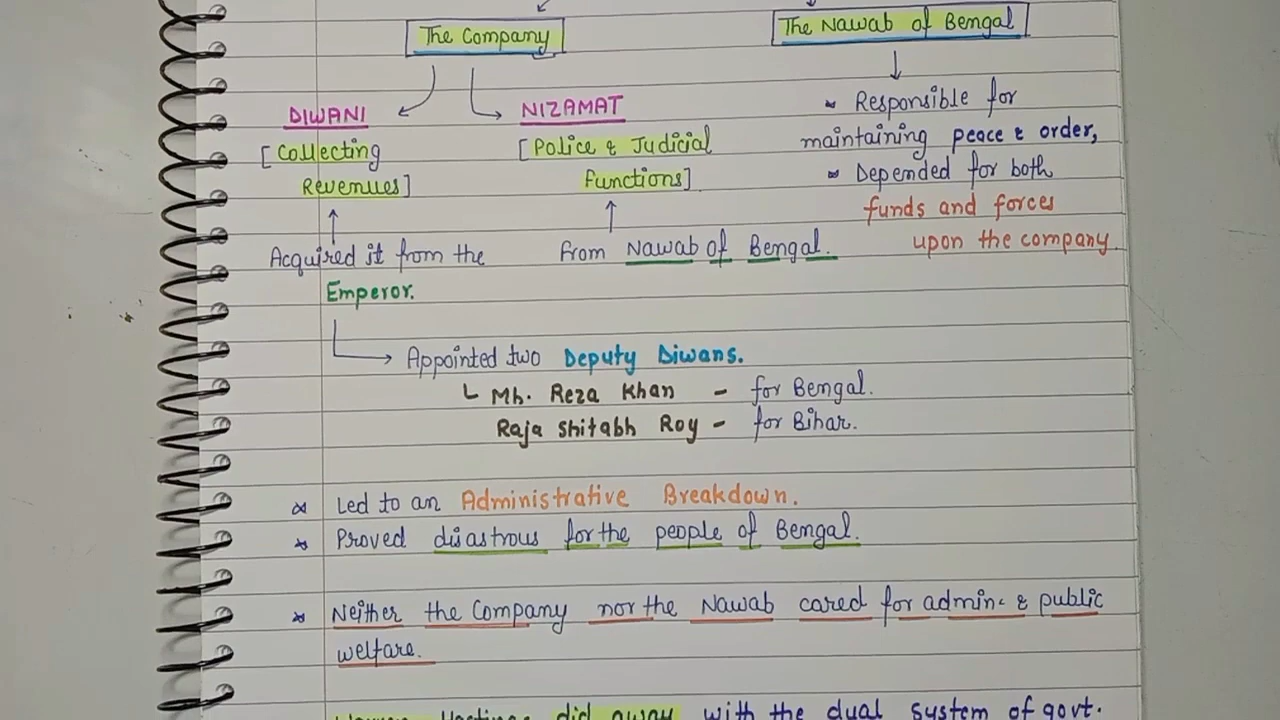 The Company
The Nawab of Bengal
DIWANI
[Collecting
Revenues]
NIZAMAT
[Police & Judicial
Functions]
Responsible for
maintaining peace & order,
Depended for both
funds and forces
upon the company.
Acquired it from the
Emperor.
from Nawab of Bengal.
Appointed two Deputy Diwans.
Mh. Reza Khan - for Bengal.
Raja Shitabh Roy - for Bihar.
Led to an Administrative Breakdown.
Proved disastrous for the people of Bengal.
Neither the Company nor the Nawab cared for admin. & public
welfare.
did away with the dual system of govt.